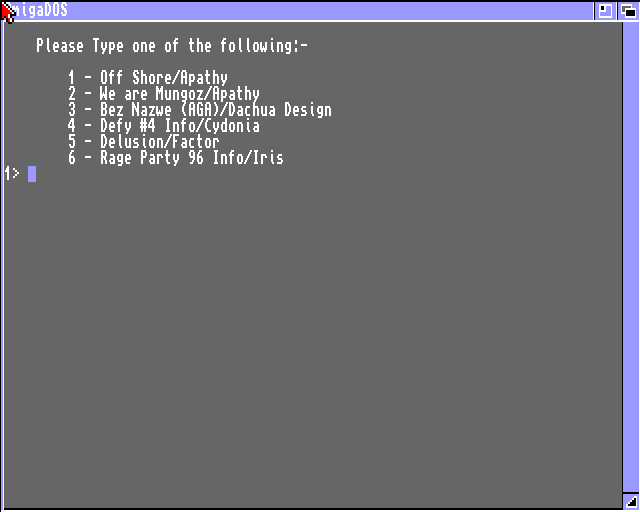 migaDOS
Please Type one of the following:-
1 - Off Shore/Apathy
2 - We are Mungoz/Apathy
3 - Bez Nazwe (AGA)/Dachua Design
4 - Defy #4 Info/Cydonia
5 - Delusion/Factor
6 - Rage Party 96 Info/Iris
1>